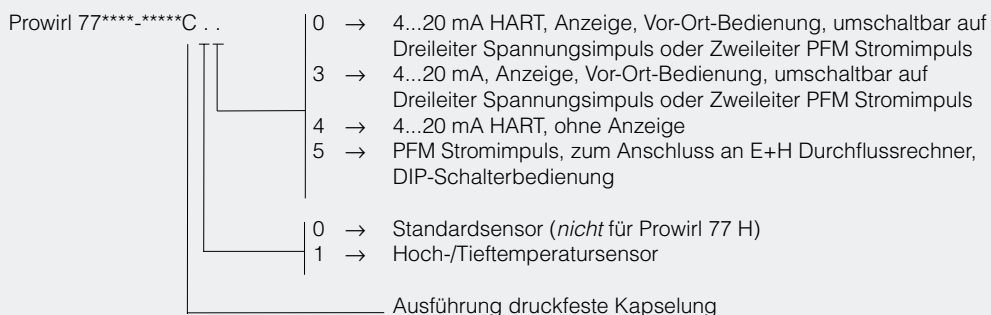 Prowirl 77****-*****C . .
0 → 4...20 mA HART, Anzeige, Vor-Ort-Bedienung, umschaltbar auf
Dreileiter Spannungsimpuls oder Zweileiter PFM Stromimpuls
3 → 4...20 mA, Anzeige, Vor-Ort-Bedienung, umschaltbar auf
Dreileiter Spannungsimpuls oder Zweileiter PFM Stromimpuls
4 → 4...20 mA HART, ohne Anzeige
5 → PFM Stromimpuls, zum Anschluss an E+H Durchflussrechner,
DIP-Schalterbedienung
0 → Standardsensor (nicht für Prowirl 77 H)
1 → Hoch-/Tieftemperatursensor
Ausführung druckfeste Kapselung